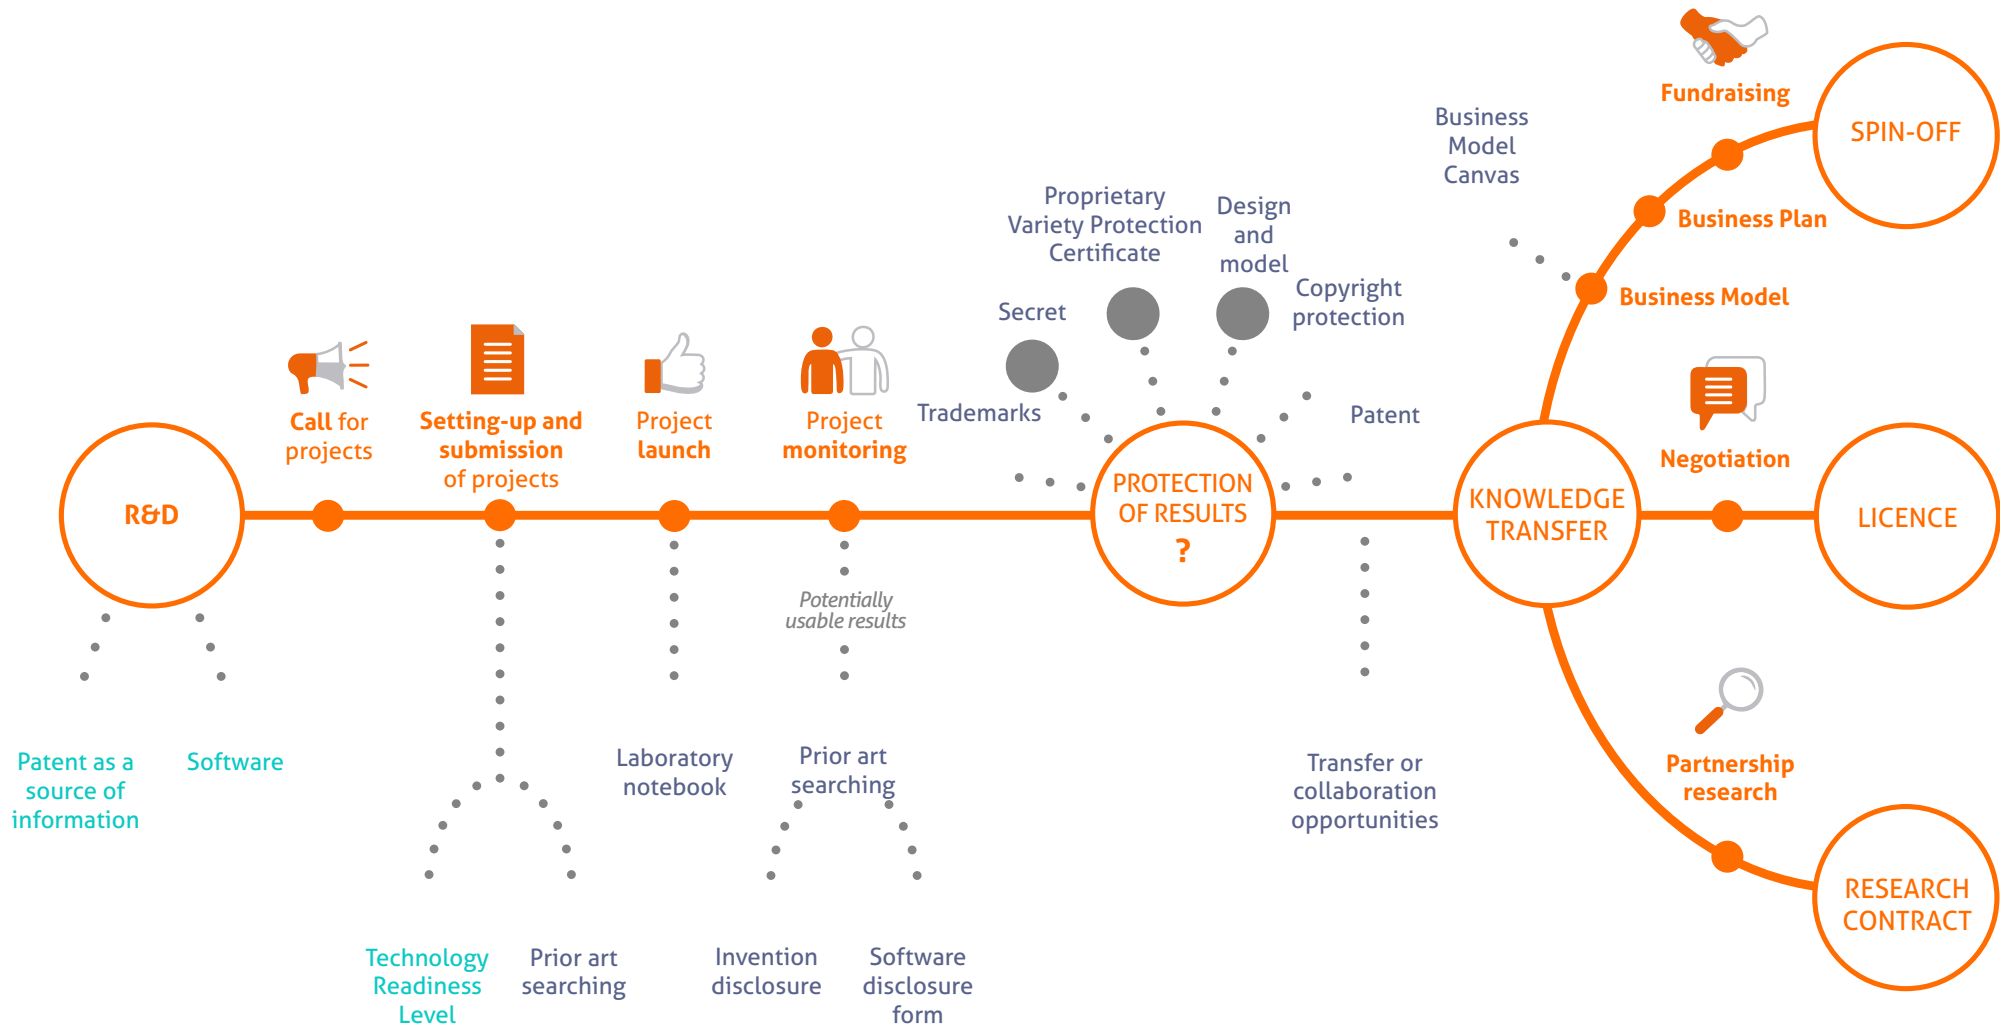 Fundraising
SPIN-OFF
Business
Model
Canvas
Business Plan
Business Model
Proprietary
Variety Protection
Certificate
Design
and
model
Secret
Copyright
protection
Trademarks
Patent
Call for
projects
Setting-up and
submission
of projects
Project
launch
Project
monitoring
Negotiation
R&D
PROTECTION
OF RESULTS
?
KNOWLEDGE
TRANSFER
LICENCE
Potentially
usable results
Patent as a
source of
information
Software
Laboratory
notebook
Prior art
searching
Transfer or
collaboration
opportunities
Partnership
research
RESEARCH
CONTRACT
Technology
Readiness
Level
Prior art
searching
Invention
disclosure
Software
disclosure
form